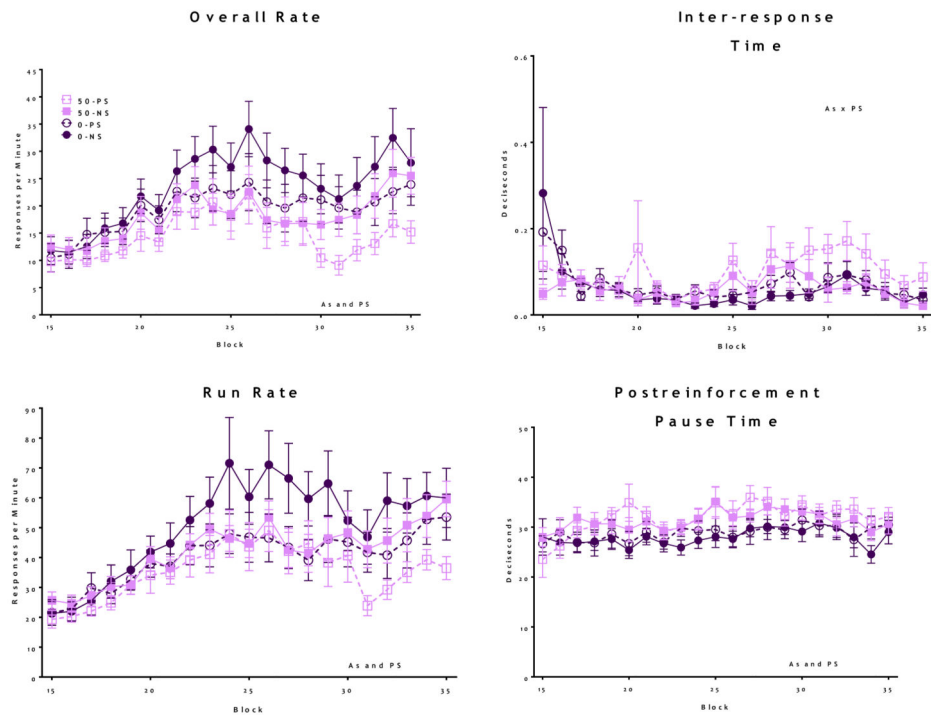 Overall Rate
Responses per Minute
45
40
35
30
25
20
15
10
5
0
50-PS
50-NS
0-PS
0-NS
As and PS
15
20
25
30
35
Block
Inter-response
Time
Deciseconds
0.6
0.4
0.2
0.0
As x PS
15
20
25
30
35
Block
Run Rate
Responses per Minute
90
80
70
60
50
40
30
20
10
0
As and PS
15
20
25
30
35
Block
Postreinforcement
Pause Time
Deciseconds
50
40
30
30
10
0
As and PS
15
20
25
30
35
Block